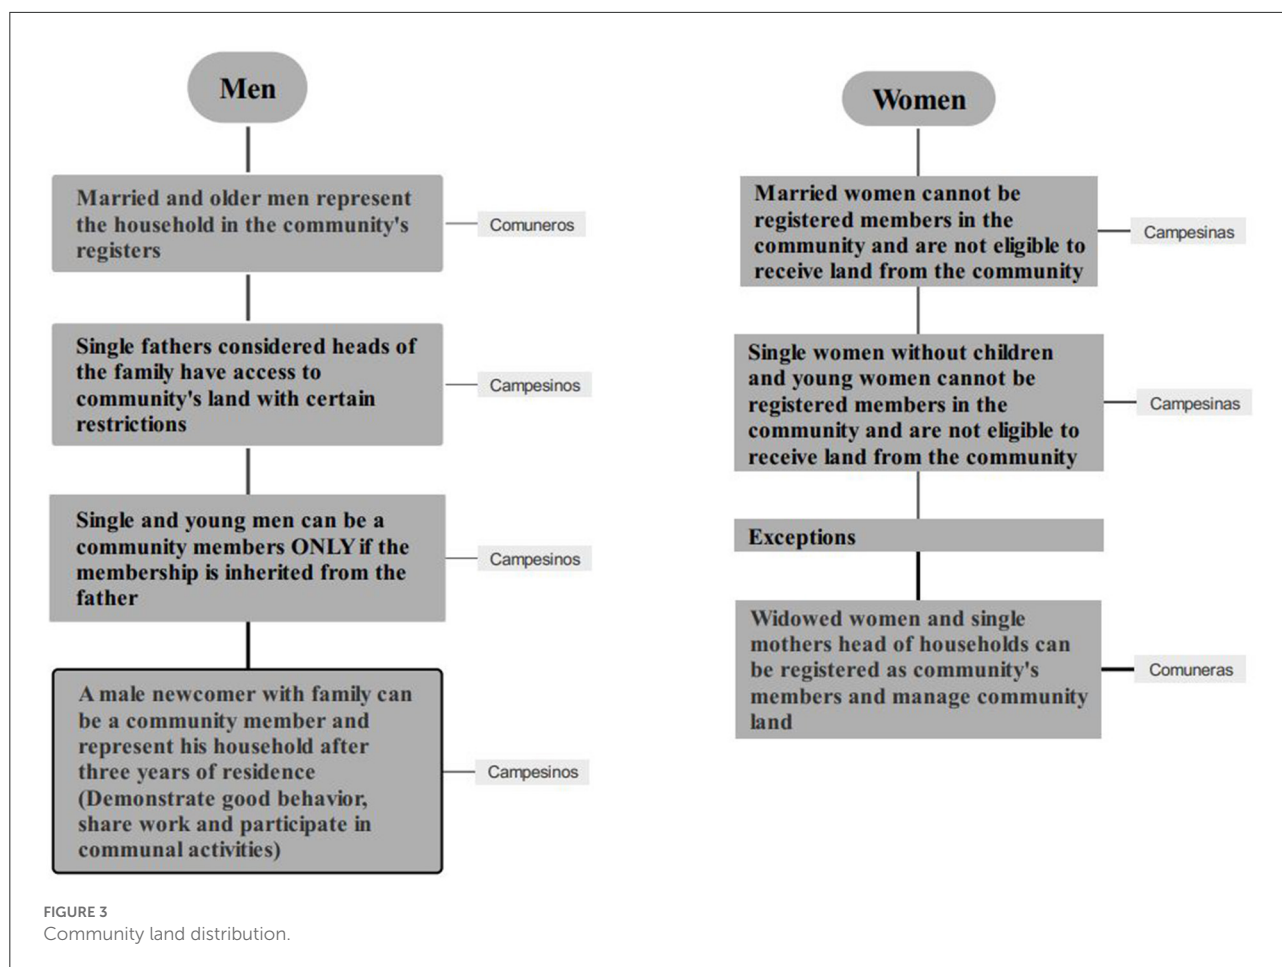 Men
Married and older men represent
the household in the community's
registers
Comuneros
Single fathers considered heads of
the family have access to
community's land with certain
restrictions
Campesinos
Single and young men can be a
community members ONLY if the
membership is inherited from the
father
Campesinos
A male newcomer with family can
be a community member and
represent his household after
three years of residence
(Demonstrate good behavior,
share work and participate in
communal activities)
Campesinos
Women
Married women cannot be
registered members in the
community and are not eligible to
receive land from the community
Campesinas
Single women without children
and young women cannot be
registered members in the
community and are not eligible to
receive land from the community
Campesinas
Exceptions
Widowed women and single
mothers head of households can
be registered as community's
members and manage community
land
Comuneras
FIGURE 3
Community land distribution.